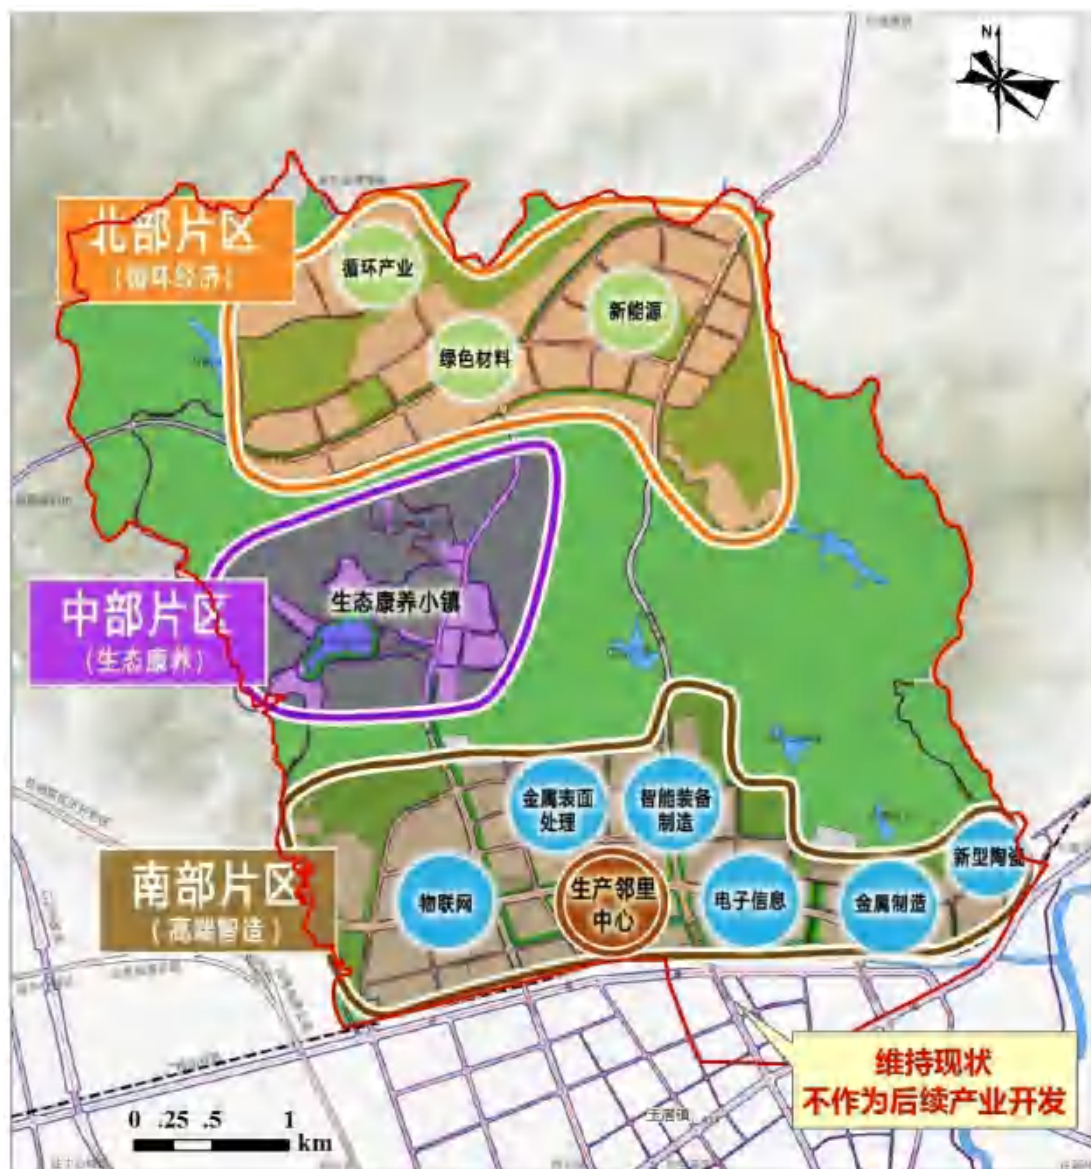 N
北部片区
(循环经济)
循环产业
新能源
绿色材料
中部片区
(生态康养)
生态康养小镇
金属表面
处理
智能装备
制造
新型陶瓷
南部片区
(高端智造)
物联网
生产邻里
中心
电子信息
金属制造
维持现状
不作为后续产业开发
0 .25 .5 1
km